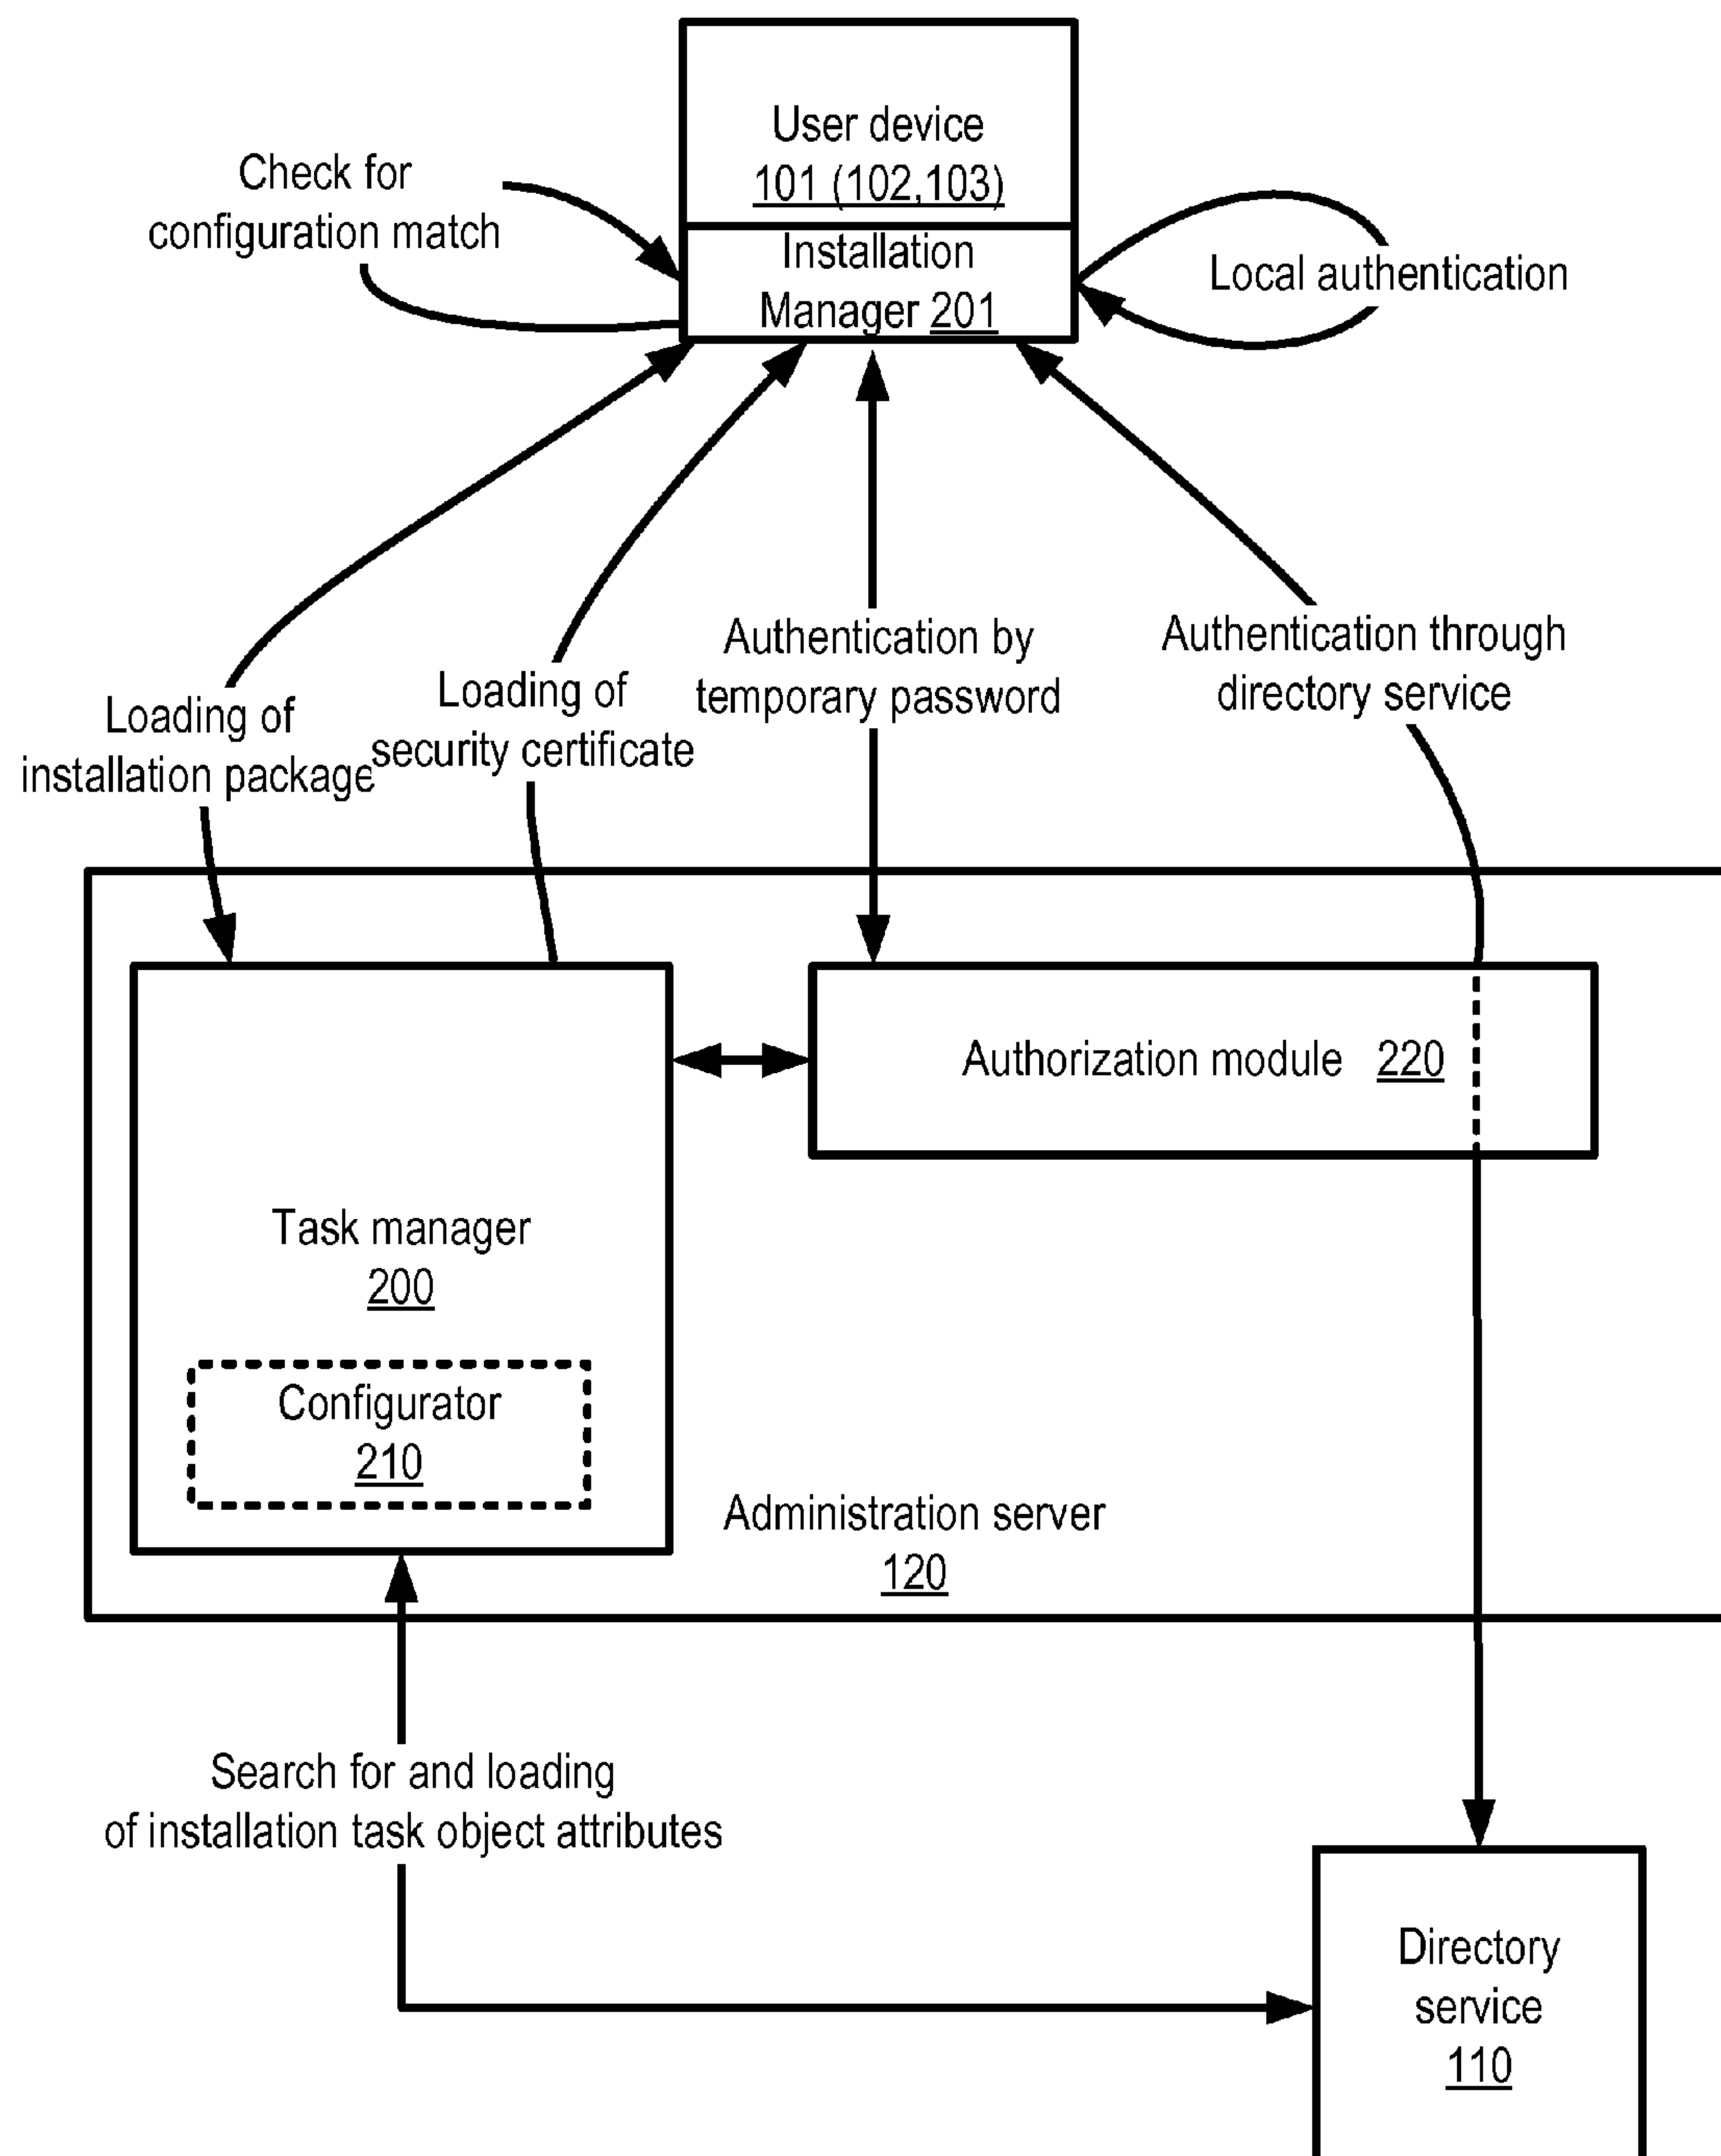 User device
101 (102,103)
Check for
configuration match
Installation
Manager 201
Local authentication
Authentication by
temporary password
Authentication through
directory service
Loading of
security certificate
Loading of
installation package
Authorization module 220
Task manager
200
Configurator
210
Administration server
120
Search for and loading
of installation task object attributes
Directory
service
110